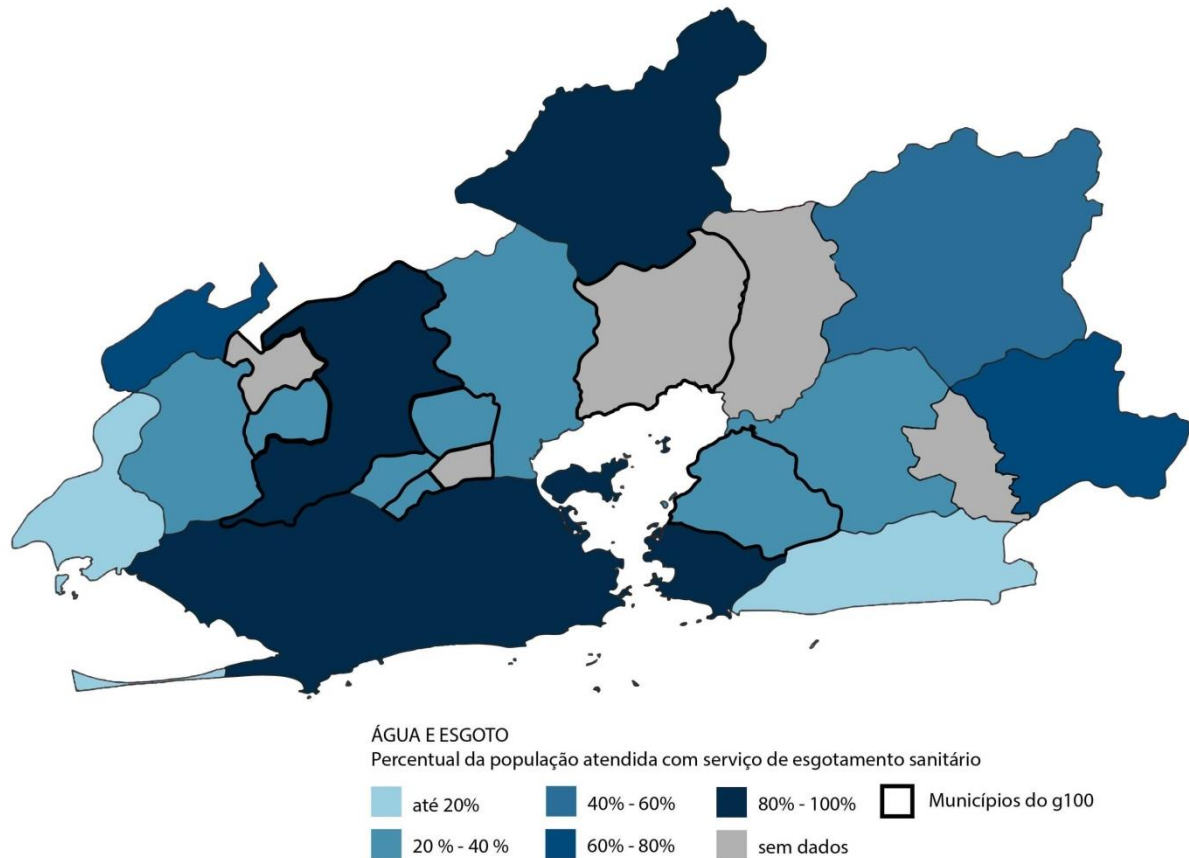 ÁGUA E ESGOTO
Percentual da população atendida com serviço de esgotamento sanitário
até 20%
40% - 60%
80% - 100%
Municípios do g100
20 % - 40 %
60% - 80%
sem dados